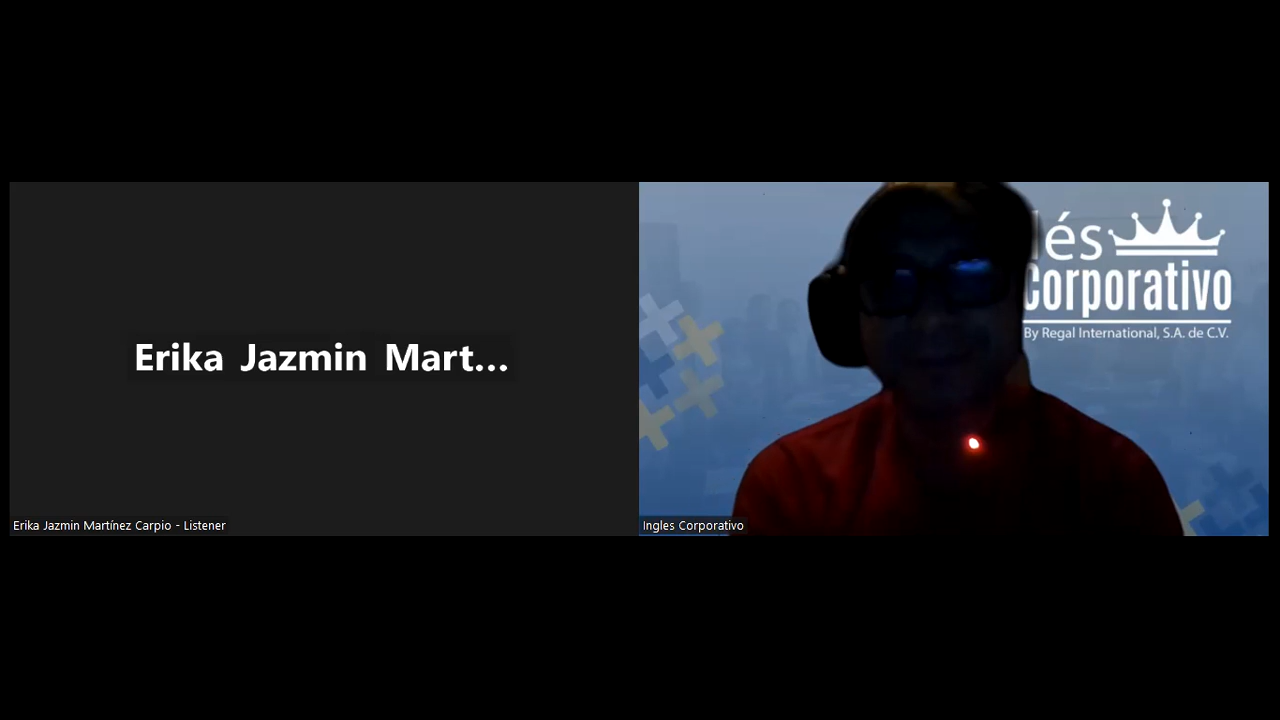 Erika Jazmin Mart...
Erika Jazmin Martínez Carpio - Listener
lés
Corporativo
By Regal International, S.A. de C.V.
Ingles Corporativo